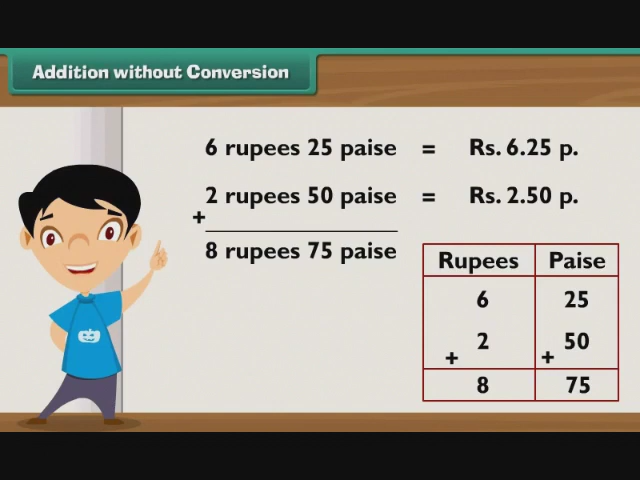 Addition without Conversion
6 rupees 25 paise = Rs. 6.25 p.
2 rupees 50 paise = Rs. 2.50 p.
+
8 rupees 75 paise
Rupees Paise
6 25
2 50
+ +
8 75